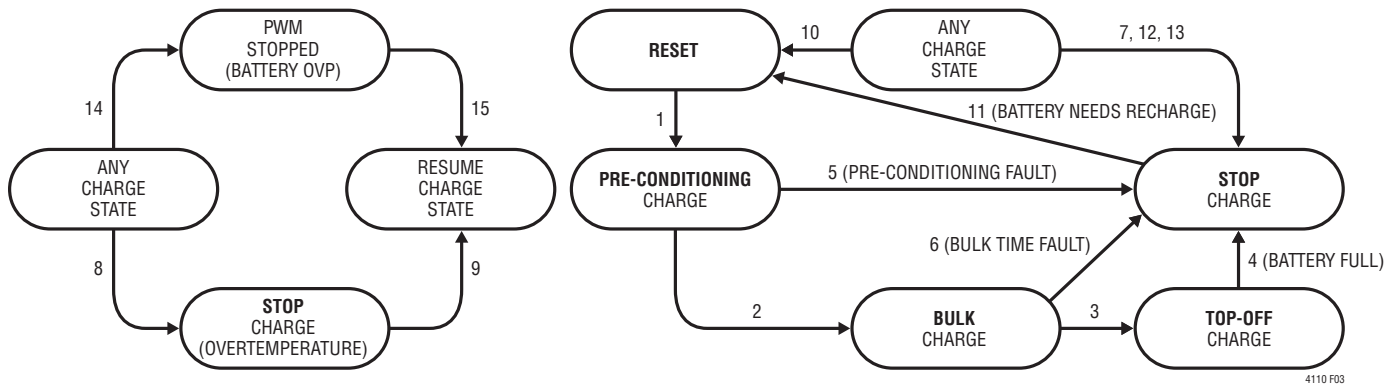 PWM
STOPPED
(BATTERY OVP)
14
15
ANY
CHARGE
STATE
RESUME
CHARGE
STATE
8
9
STOP
CHARGE
(OVERTEMPERATURE)
RESET
10
ANY
CHARGE
STATE
7, 12, 13
11 (BATTERY NEEDS RECHARGE)
1
PRE-CONDITIONING
CHARGE
5 (PRE-CONDITIONING FAULT)
STOP
CHARGE
6 (BULK TIME FAULT)
4 (BATTERY FULL)
2
BULK
CHARGE
3
TOP-OFF
CHARGE
4110 F03